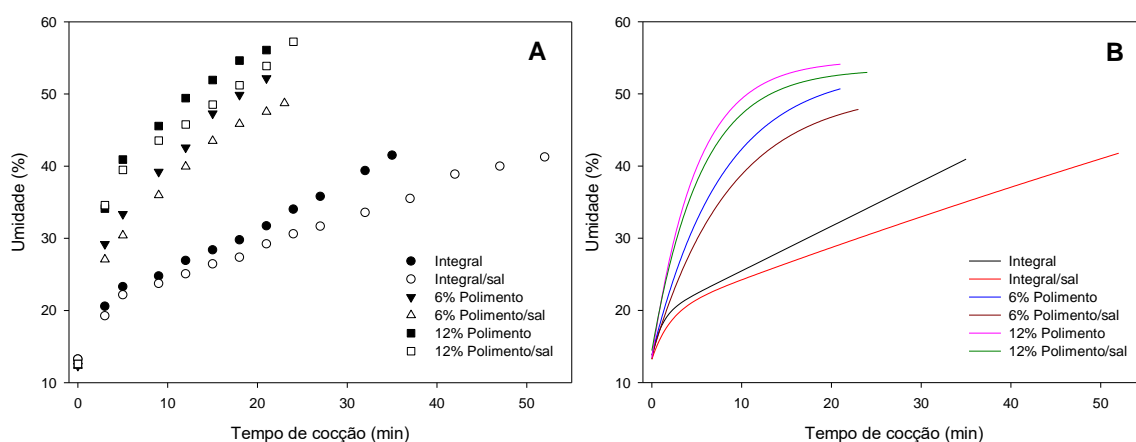 A
Umidade (%)
60
50
40
30
20
10
Integral
Integral/sal
6% Polimento
6% Polimento/sal
12% Polimento
12% Polimento/sal
0 10 20 30 40 50
Tempo de cocção (min)
B
Umidade (%)
60
50
40
30
20
10
Integral
Integral/sal
6% Polimento
6% Polimento/sal
12% Polimento
12% Polimento/sal
0 10 20 30 40 50
Tempo de cocção (min)